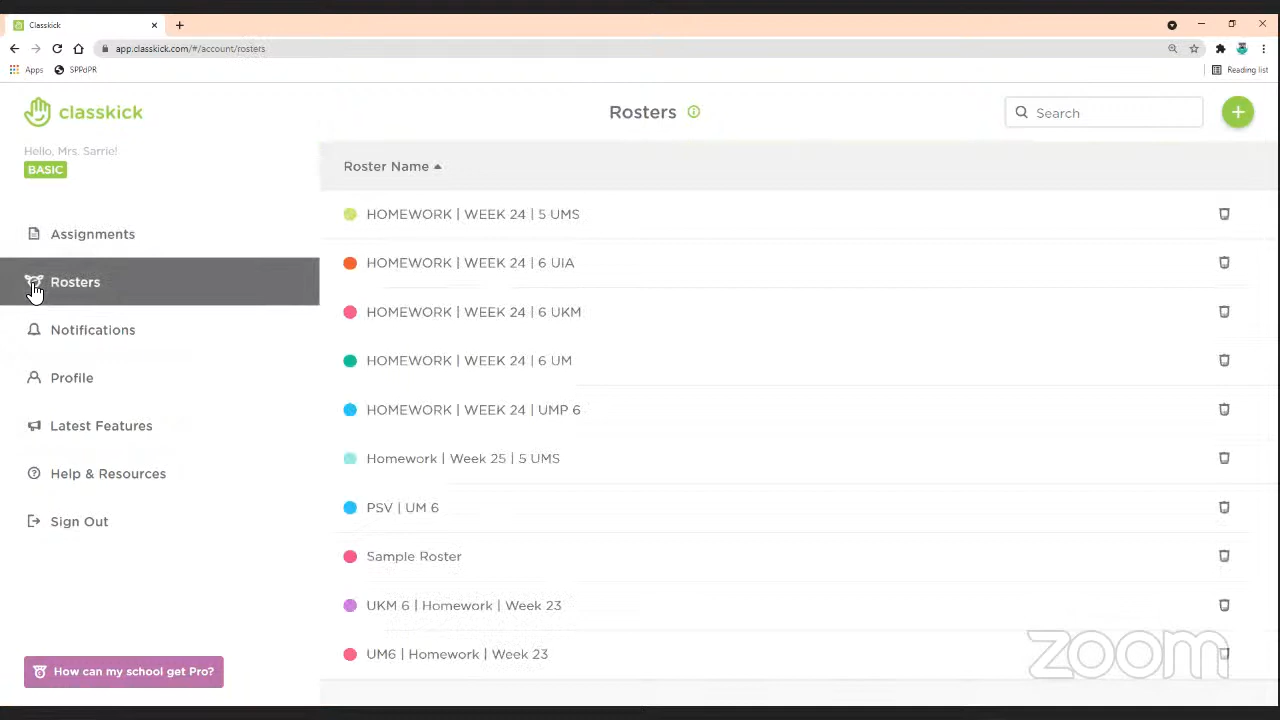 Classkick
app.classkick.com/#/account/rosters
Apps
SPPdPR
Reading list
classkick
Rosters
Search
Hello, Mrs. Sarrie!
BASIC
Roster Name
Assignments
Rosters
Notifications
Profile
Latest Features
Help & Resources
Sign Out
How can my school get Pro?
HOMEWORK | WEEK 24 | 5 UMS
HOMEWORK | WEEK 24 | 6 UIA
HOMEWORK | WEEK 24 | 6 UKM
HOMEWORK | WEEK 24 | 6 UM
HOMEWORK | WEEK 24 | UMP 6
Homework | Week 25 | 5 UMS
PSV | UM 6
Sample Roster
UKM 6 | Homework | Week 23
UM6 | Homework | Week 23
zoom